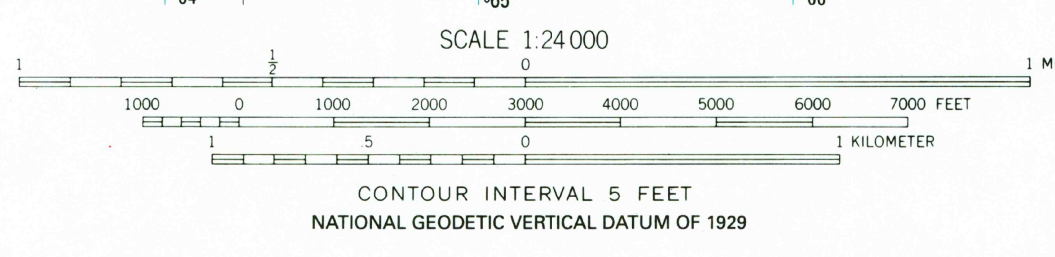 65
SCALE 1:24 000
1 1/2 0 1 M
1000 0 1000 2000 3000 4000 5000 6000 7000 FEET
1 .5 0 1 KILOMETER
CONTOUR INTERVAL 5 FEET
NATIONAL GEODETIC VERTICAL DATUM OF 1929